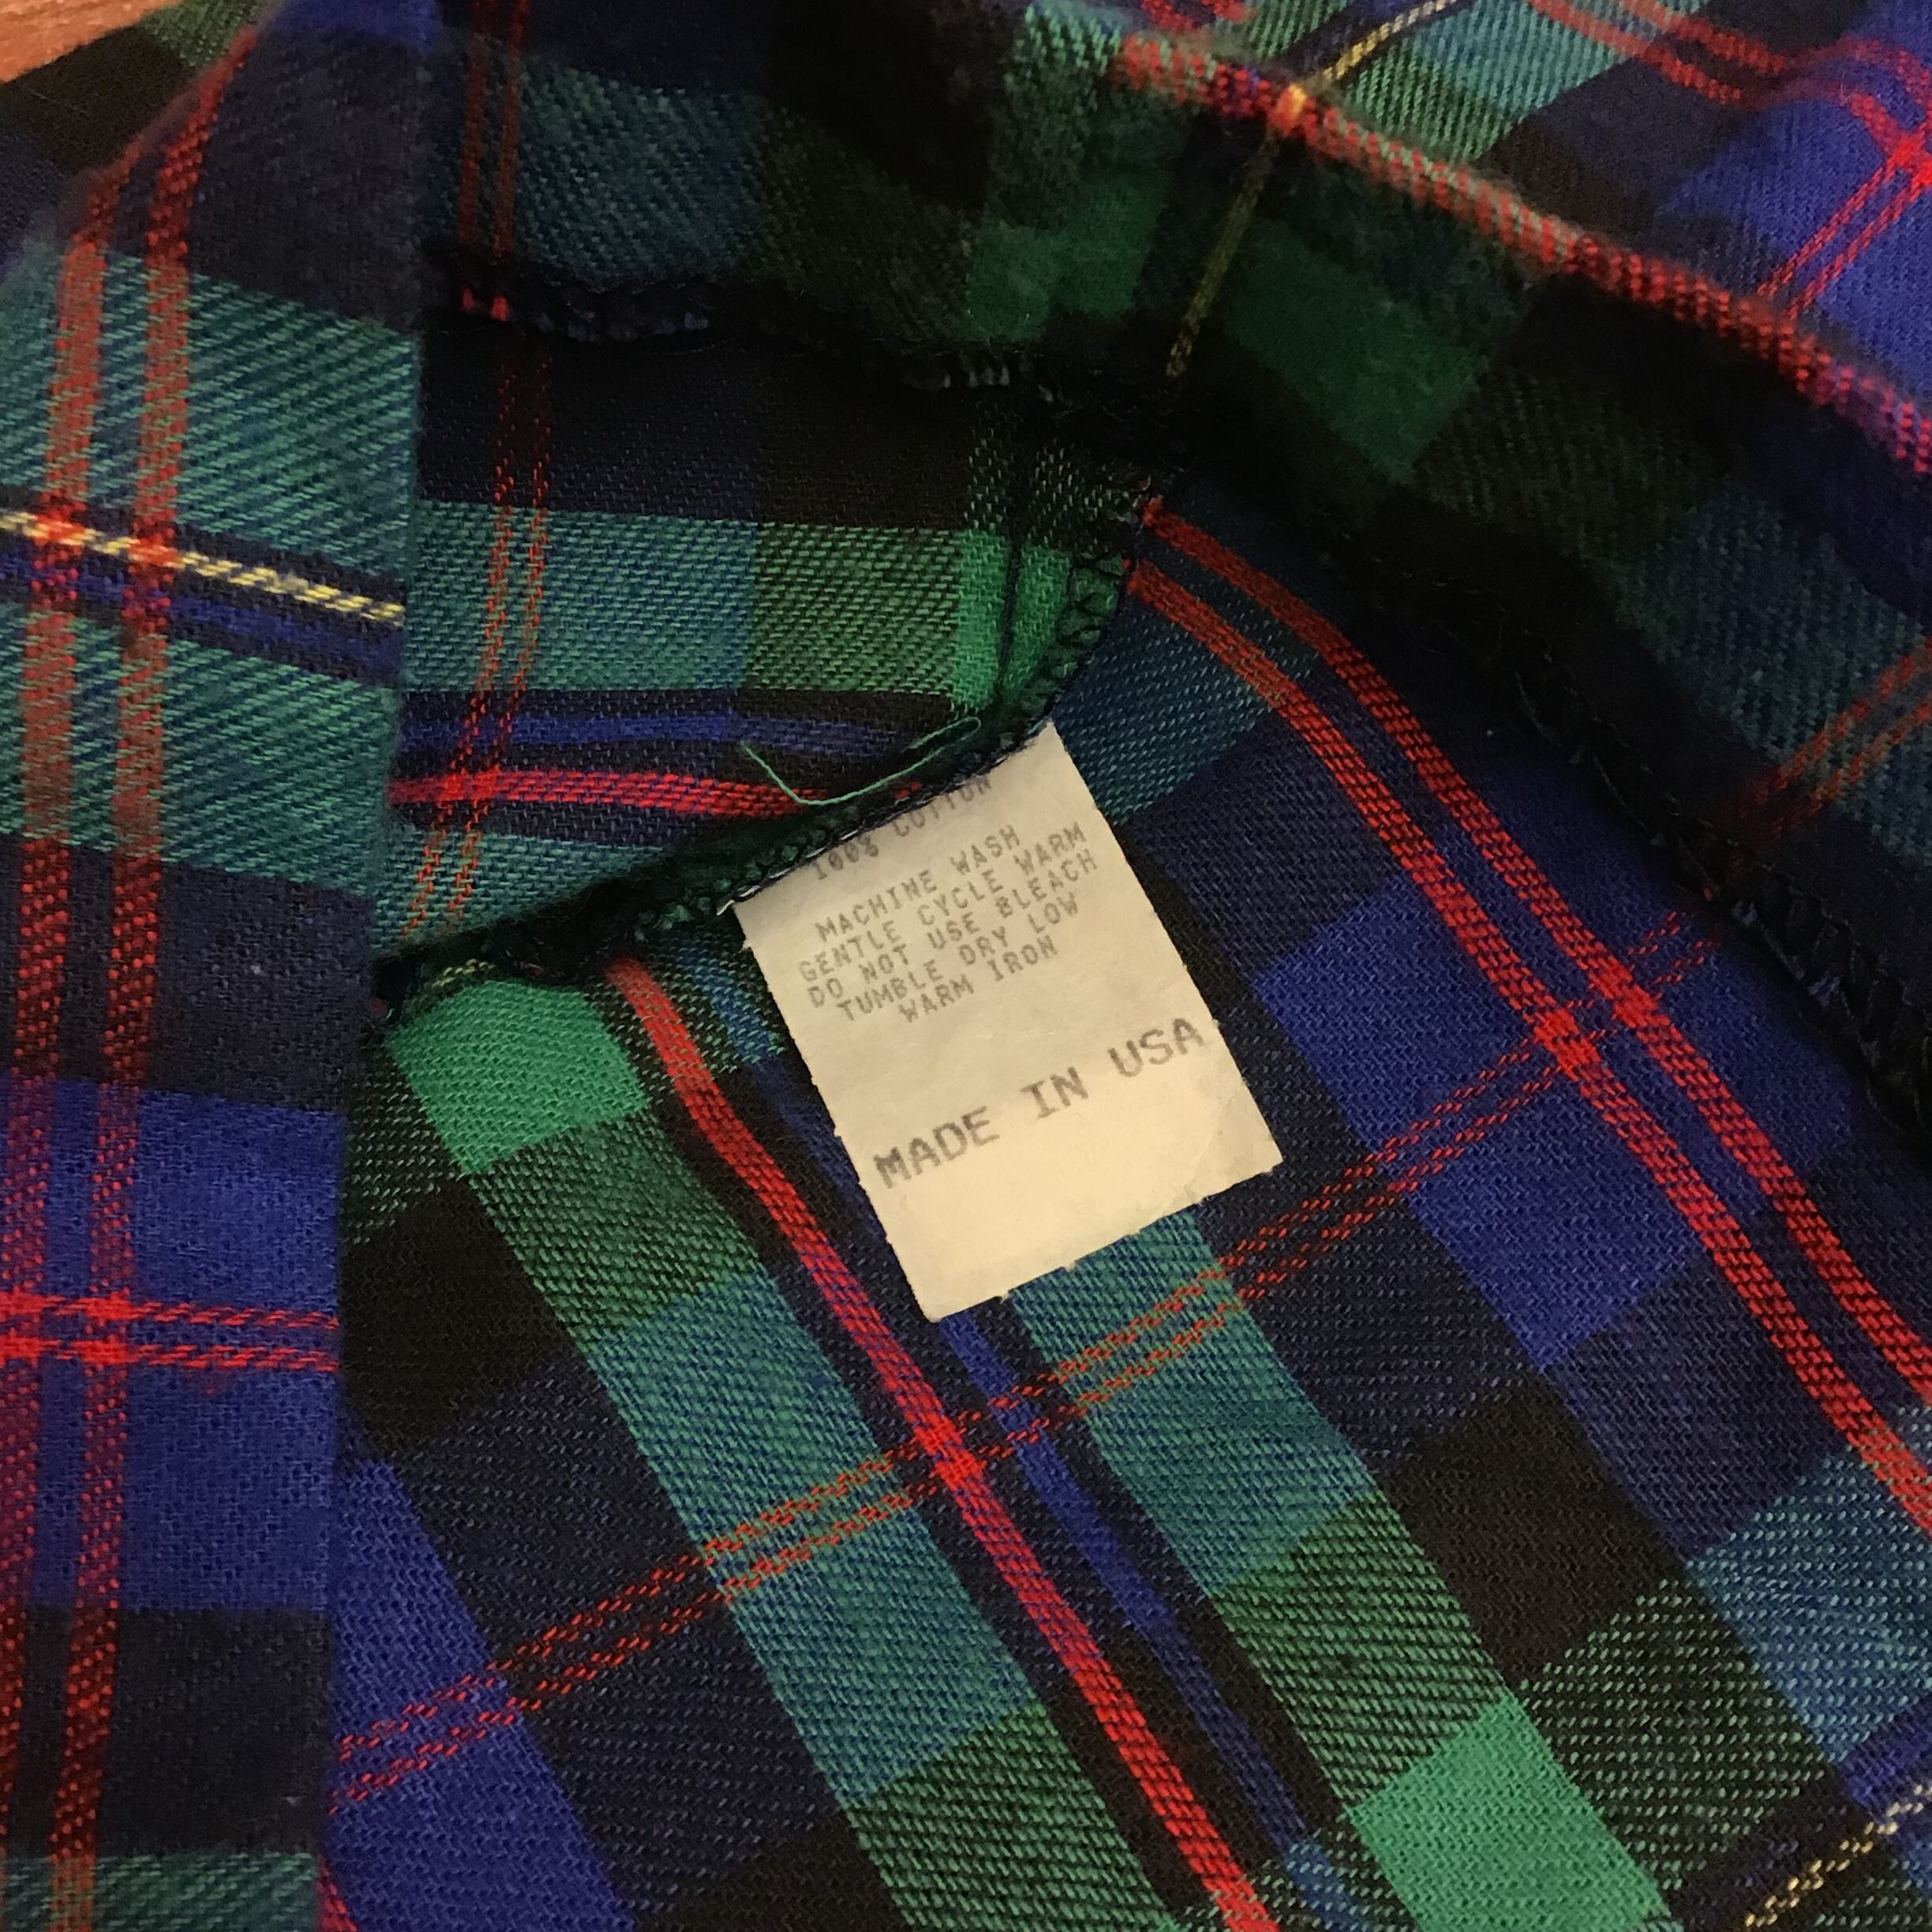 100% COTTON
MACHINE WASH
GENTLE CYCLE WARM
DO NOT USE BLEACH
TUMBLE DRY LOW
WARM IRON
MADE IN USA